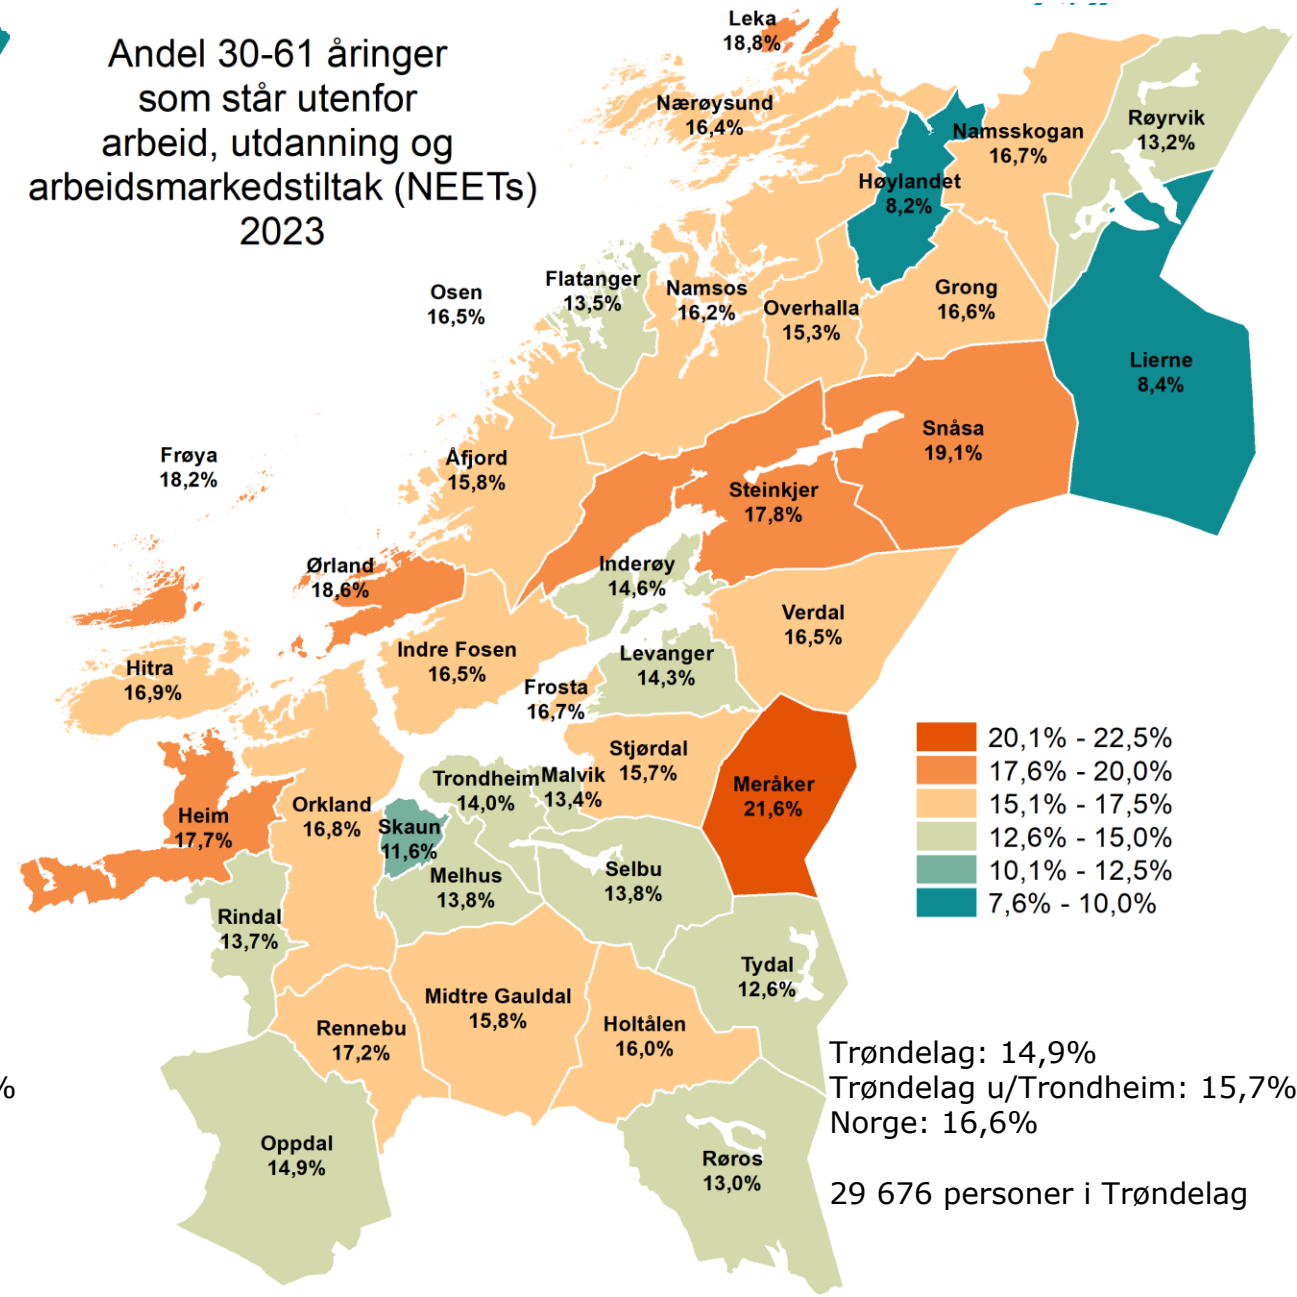 Andel 30-61 åringer
som står utenfor
arbeid, utdanning og
arbeidsmarkedstiltak (NEETs)
2023
Leka
18,8%
Nærøysund
16,4%
Namsskogan
16,7%
Røyrvik
13,2%
Høylandet
8,2%
Flatanger
13,5%
Osen
16,5%
Namsos
16,2%
Overhalla
15,3%
Grong
16,6%
Lierne
8,4%
Snåsa
19,1%
Frøya
18,2%
Åfjord
15,8%
Steinkjer
17,8%
Ørland
18,6%
Inderøy
14,6%
Verdal
16,5%
Hitra
16,9%
Indre Fosen
16,5%
Levanger
14,3%
Frosta
16,7%
Stjørdal
15,7%
Meråker
21,6%
Trondheim
14,0%
Malvik
13,4%
Heim
17,7%
Orkland
16,8%
Skaun
11,6%
Melhus
13,8%
Selbu
13,8%
Rindal
13,7%
Tydal
12,6%
Midtre Gauldal
15,8%
Rennebu
17,2%
Holtålen
16,0%
Oppdal
14,9%
Røros
13,0%
20,1% - 22,5%
17,6% - 20,0%
15,1% - 17,5%
12,6% - 15,0%
10,1% - 12,5%
7,6% - 10,0%
%
Trøndelag: 14,9%
Trøndelag u/Trondheim: 15,7%
Norge: 16,6%
29 676 personer i Trøndelag